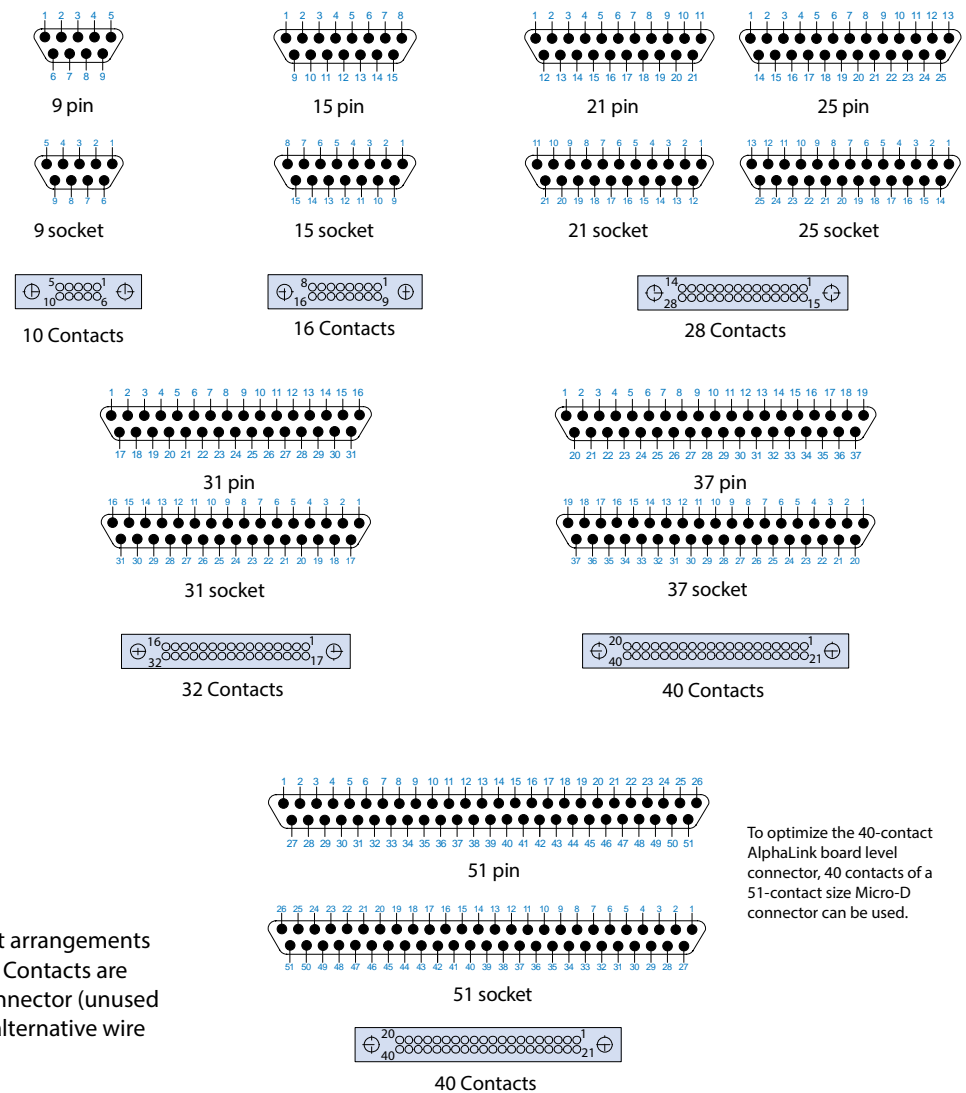 1 2 3 4 5
6 7 8 9
9 pin
1 2 3 4 5 6 7 8
9 10 11 12 13 14 15
15 pin
1 2 3 4 5 6 7 8 9 10 11
12 13 14 15 16 17 18 19 20 21
21 pin
1 2 3 4 5 6 7 8 9 10 11 12 13
14 15 16 17 18 19 20 21 22 23 24 25
25 pin
5 4 3 2 1
9 8 7 6
9 socket
8 7 6 5 4 3 2 1
15 14 13 12 11 10 9
15 socket
11 10 9 8 7 6 5 4 3 2 1
21 20 19 18 17 16 15 14 13 12
21 socket
13 12 11 10 9 8 7 6 5 4 3 2 1
25 24 23 22 21 20 19 18 17 16 15 14
25 socket
5 1
10 6
10 Contacts
8 1
16 9
16 Contacts
14 1
28 15
28 Contacts
1 2 3 4 5 6 7 8 9 10 11 12 13 14 15 16
17 18 19 20 21 22 23 24 25 26 27 28 29 30 31
31 pin
1 2 3 4 5 6 7 8 9 10 11 12 13 14 15 16 17 18 19
20 21 22 23 24 25 26 27 28 29 30 31 32 33 34 35 36 37
37 pin
16 15 14 13 12 11 10 9 8 7 6 5 4 3 2 1
31 30 29 28 27 26 25 24 23 22 21 20 19 18 17
31 socket
19 18 17 16 15 14 13 12 11 10 9 8 7 6 5 4 3 2 1
37 36 35 34 33 32 31 30 29 28 27 26 25 24 23 22 21 20
37 socket
16 1
32 17
32 Contacts
20 1
40 21
40 Contacts
1 2 3 4 5 6 7 8 9 10 11 12 13 14 15 16 17 18 19 20 21 22 23 24 25 26
27 28 29 30 31 32 33 34 35 36 37 38 39 40 41 42 43 44 45 46 47 48 49 50 51
51 pin
To optimize the 40-contact
AlphaLink board level
connector, 40 contacts of a
51-contact size Micro-D
connector can be used.
26 25 24 23 22 21 20 19 18 17 16 15 14 13 12 11 10 9 8 7 6 5 4 3 2 1
51 50 49 48 47 46 45 44 43 42 41 40 39 38 37 36 35 34 33 32 31 30 29 28 27
51 socket
t arrangements
Contacts are
nnector (unused
alternative wire
20 1
40 21
40 Contacts